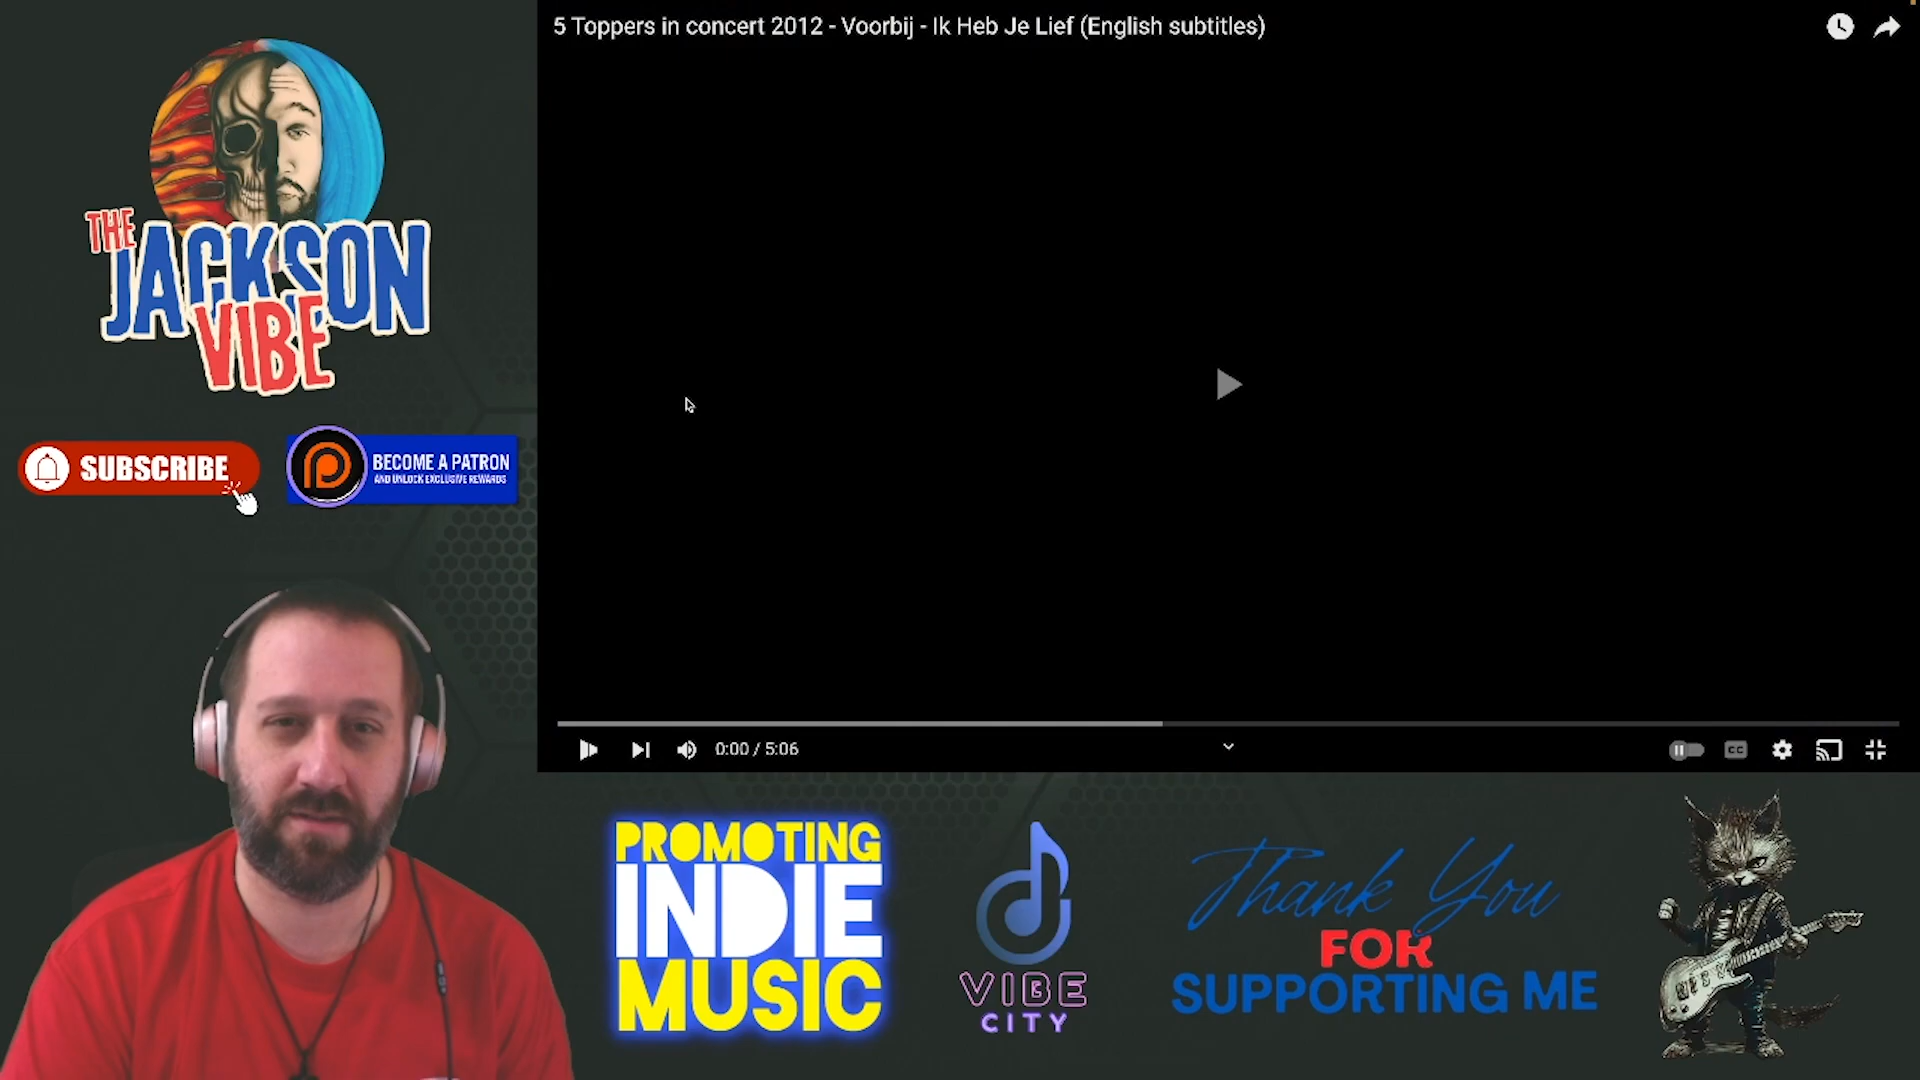 5 Toppers in concert 2012 - Voorbij - Ik Heb Je Lief (English subtitles)
THE
JACKSON
VIBE
SUBSCRIBE
BECOME A PATRON
AND UNLOCK EXCLUSIVE REWARDS
0:00 / 5:06
CC
PROMOTING
INDIE
MUSIC
VIBE
CITY
Thank You
FOR
SUPPORTING ME